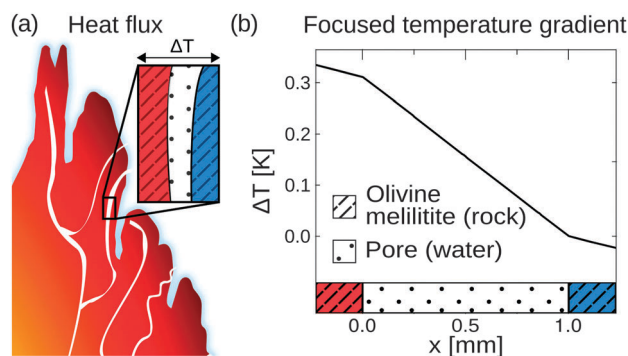 (a) Heat flux
ΔT
(b) Focused temperature gradient
ΔT [K]
0.3
0.2
0.1
0.0
Olivine
melilitite (rock)
Pore (water)
0.0 0.5 1.0
x [mm]